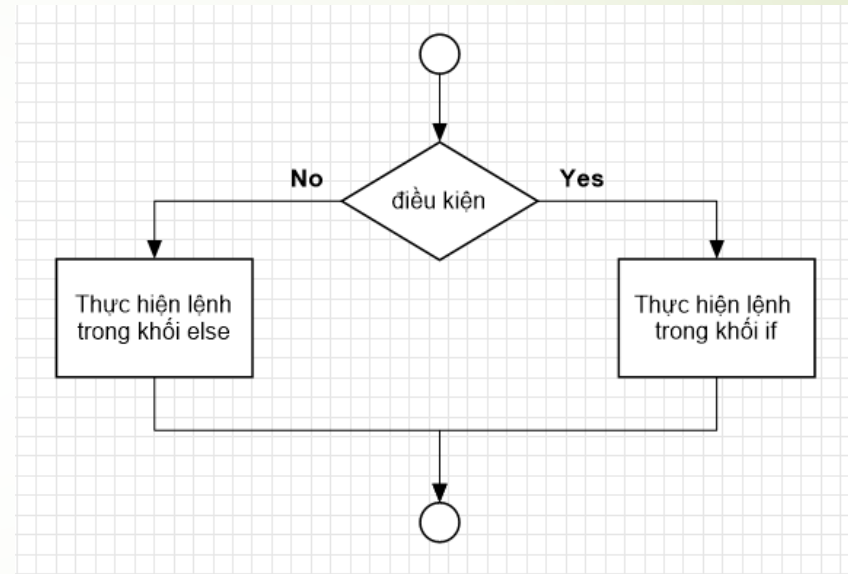 No
Yes
điều kiện
Thực hiện lệnh
trong khối else
Thực hiện lệnh
trong khối if